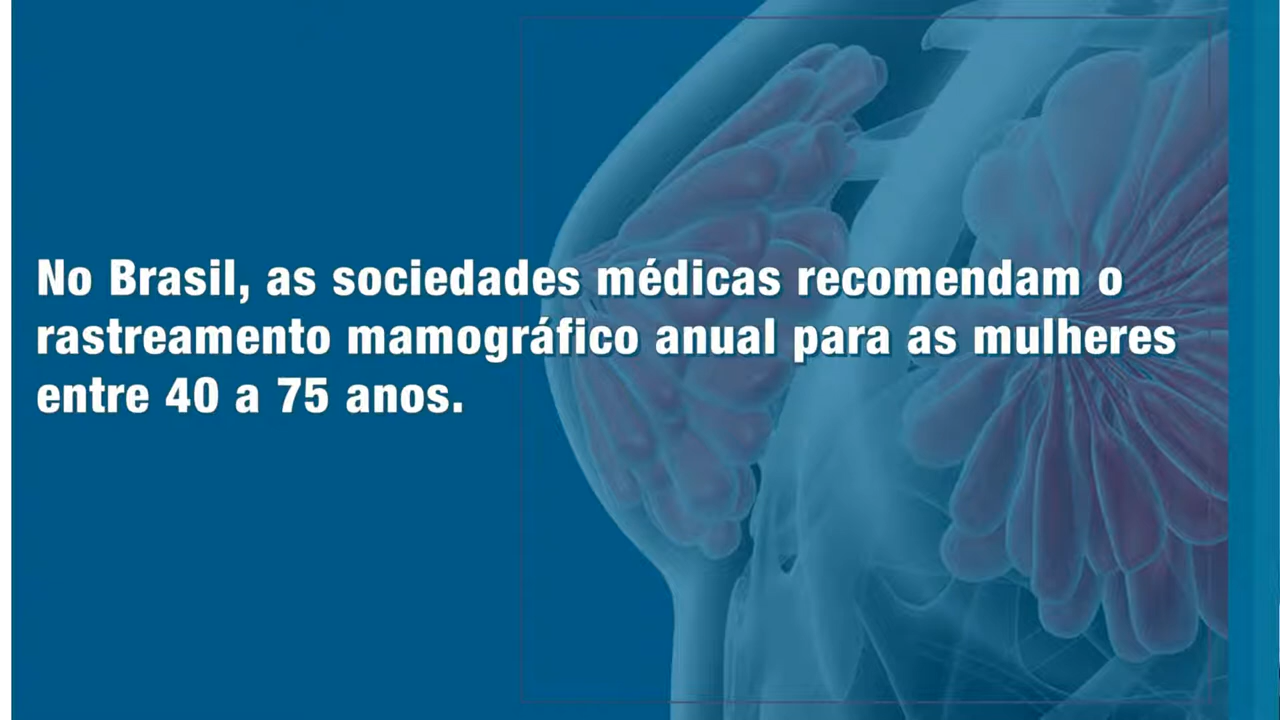 No Brasil, as sociedades médicas recomendam o
rastreamento mamográfico anual para as mulheres
entre 40 a 75 anos.